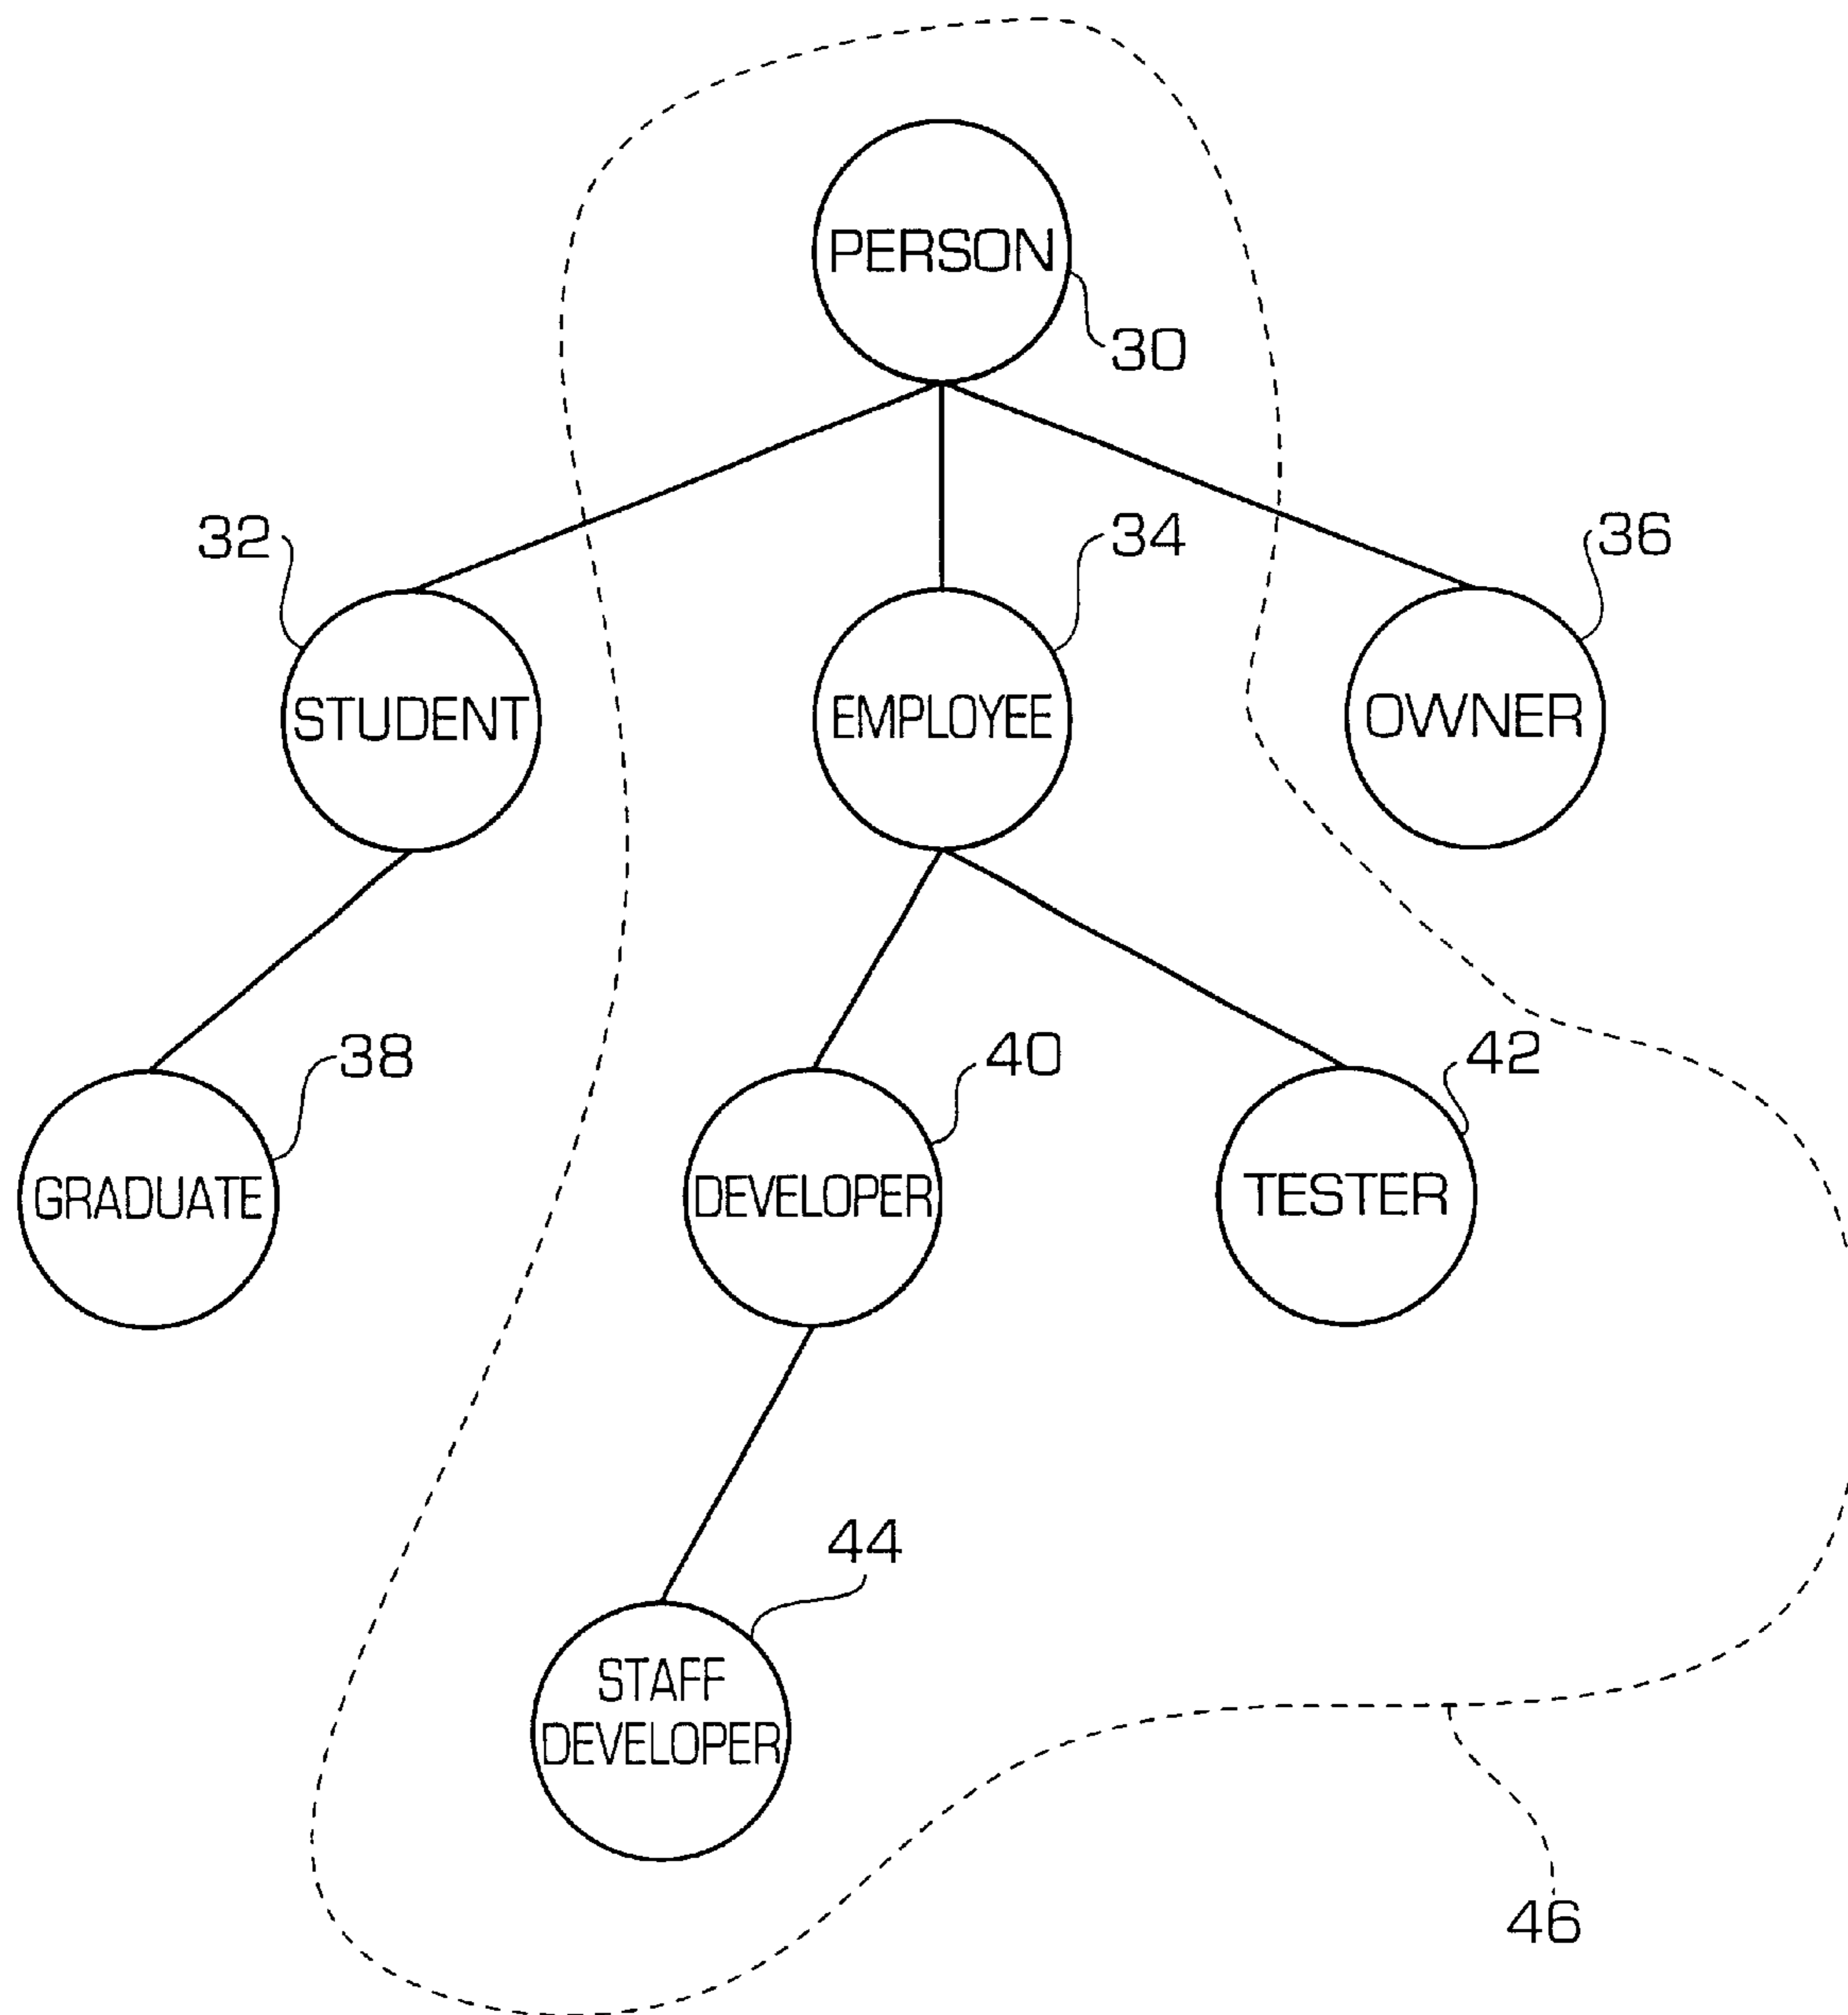 PERSON
30
32
34
36
STUDENT
EMPLOYEE
OWNER
38
40
42
GRADUATE
DEVELOPER
TESTER
44
STAFF
DEVELOPER
46